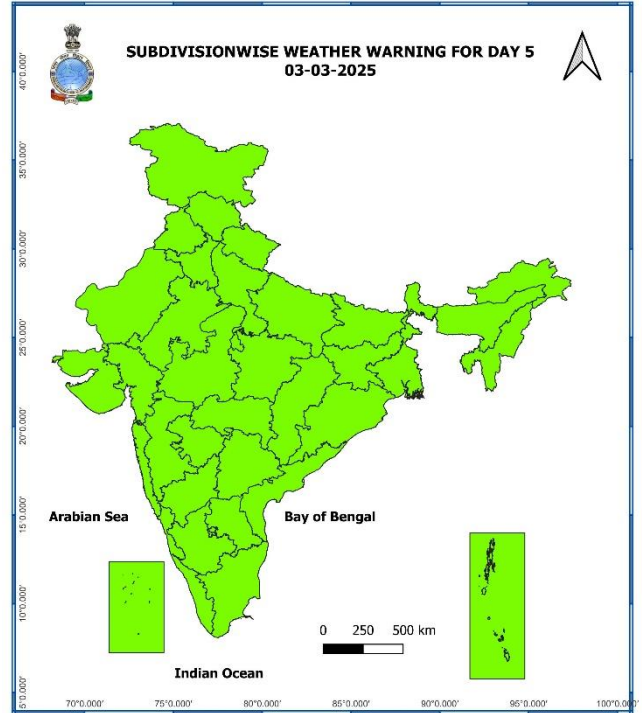 SUBDIVISIONWISE WEATHER WARNING FOR DAY 5
03-03-2025
40°0.000'
35°0.000'
30°0.000'
25°0.000'
20°0.000'
15°0.000'
10°0.000'
5°0.000'
Arabian Sea
Bay of Bengal
0 250 500 km
Indian Ocean
70°0.000' 75°0.000' 80°0.000' 85°0.000' 90°0.000' 95°0.000' 100°0.0